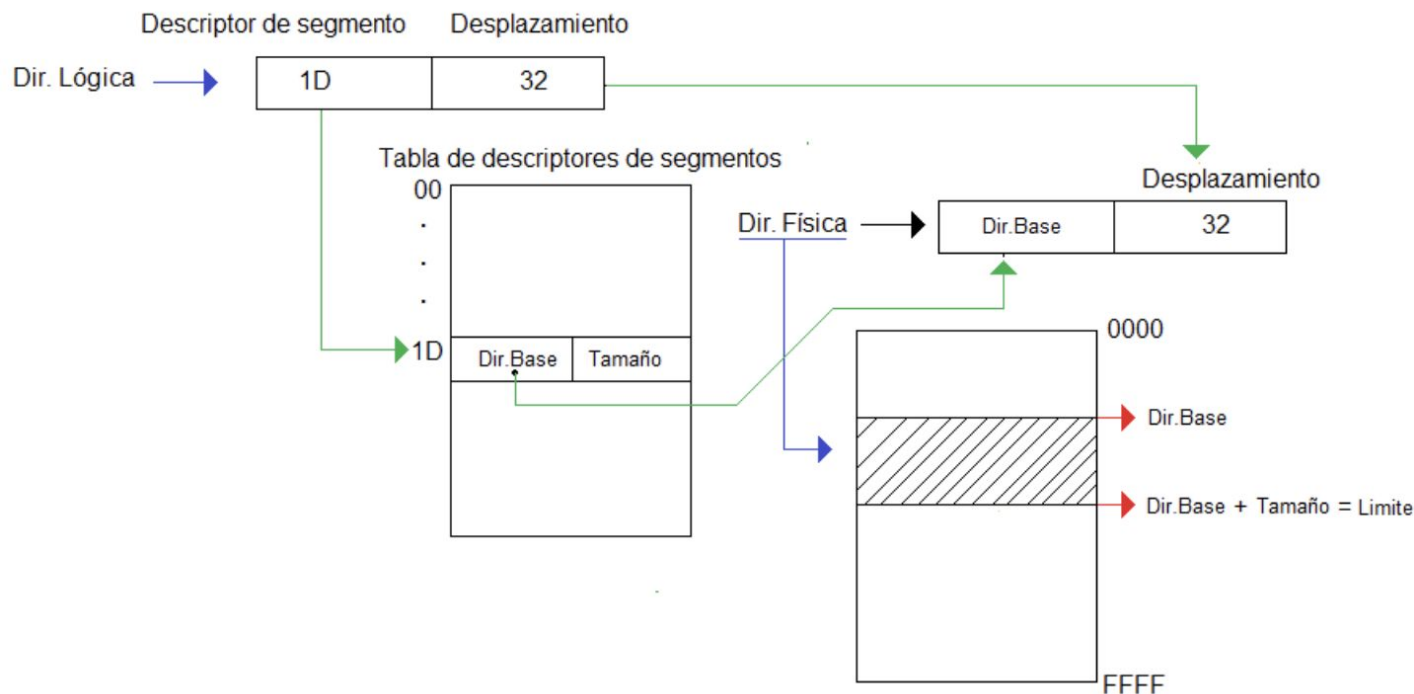 Descriptor de segmento Desplazamiento
Dir. Lógica 1D 32
Tabla de descriptores de segmentos
00
.
.
.
Desplazamiento
Dir. Física Dir.Base 32
0000
1D Dir.Base Tamaño
Dir.Base
Dir.Base + Tamaño = Limite
FFFF